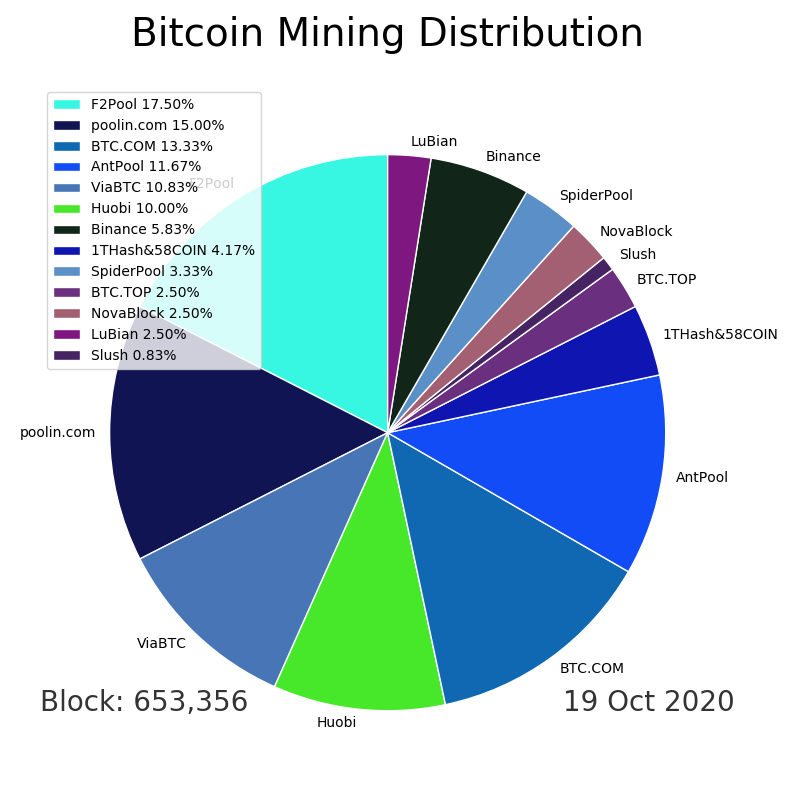 Bitcoin Mining Distribution
F2Pool 17.50%
poolin.com 15.00%
BTC.COM 13.33%
AntPool 11.67%
ViaBTC 10.83%
Huobi 10.00%
Binance 5.83%
1THash&58COIN 4.17%
SpiderPool 3.33%
BTC.TOP 2.50%
NovaBlock 2.50%
LuBian 2.50%
Slush 0.83%
F2Pool
LuBian
Binance
SpiderPool
NovaBlock
Slush
BTC.TOP
1THash&58COIN
AntPool
BTC.COM
Huobi
ViaBTC
poolin.com
Block: 653,356
19 Oct 2020